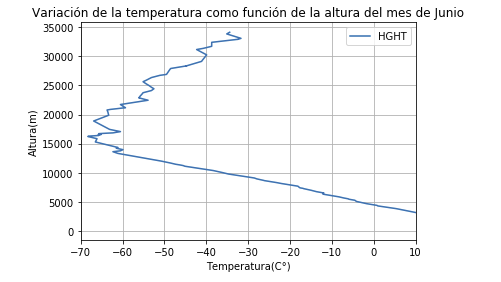 Variación de la temperatura como función de la altura del mes de Junio
35000
30000
25000
20000
15000
10000
5000
0
Altura(m)
HGHT
−70 −60 −50 −40 −30 −20 −10 0 10
Temperatura(C°)